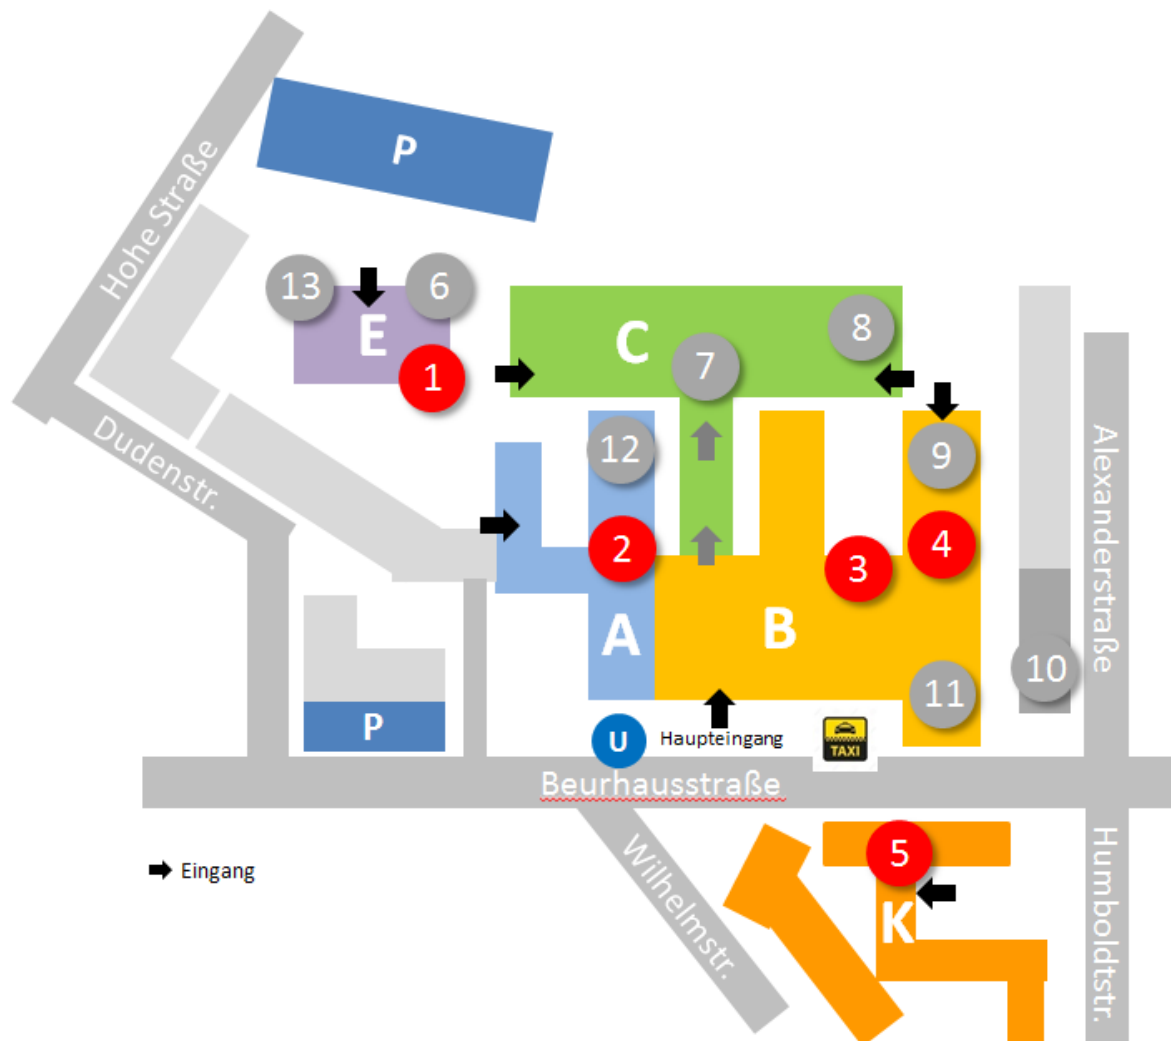 P
Hohe Straße
13
6
E
8
C
7
1
Dudenstr.
12
9
Alexanderstraße
2
4
3
A
B
10
11
P
U
Haupteingang
TAXI
Beurhausstraße
5
Eingang
Wilhelmstr.
K
Humboldtstr.